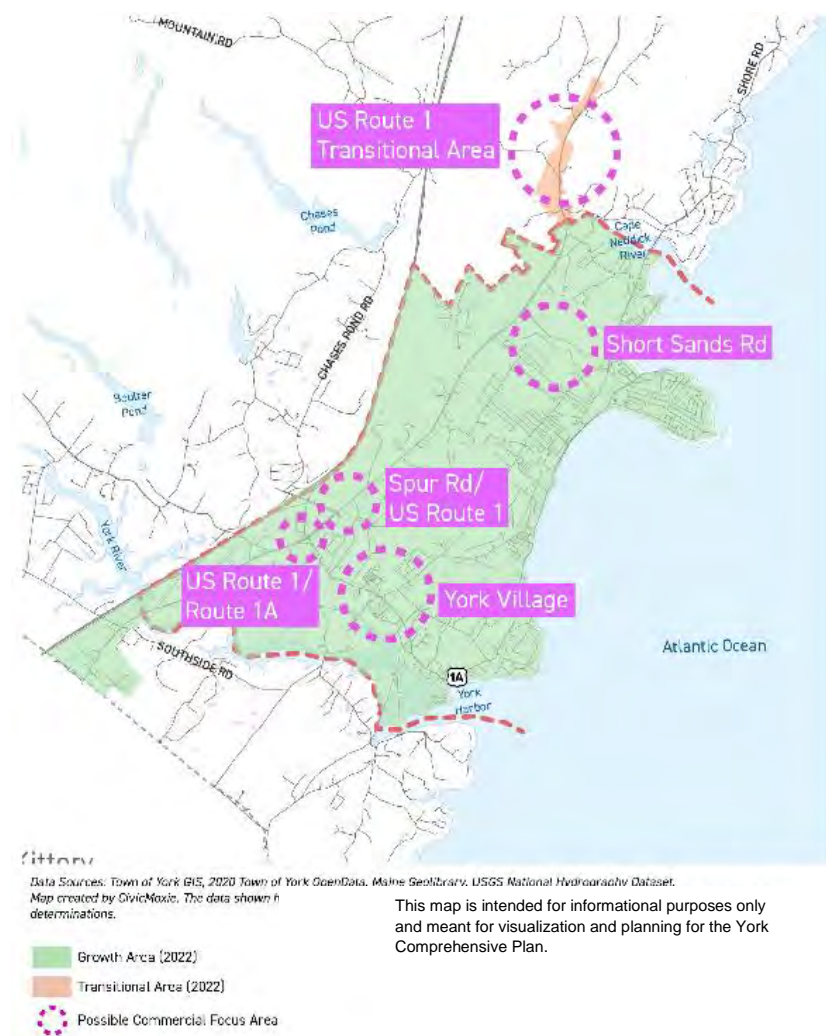 MOUNTAIN RD
SHORE RD
US Route 1
Transitional Area
Chases
Pond
Cape
Neddick
River
CHASES POND RD
Short Sands Rd
Boulter
Pond
Spur Rd/
US Route 1
York
River
US Route 1/
Route 1A
York Village
SOUTHSIDE RD
Atlantic Ocean
1A
York
Harbor
Kittery
Data Sources: Town of York GIS, 2020 Town of York OpenData, Maine Geolibrary, USGS National Hydrography Dataset.
Map created by CivicMoxie. The data shown
determinations.
This map is intended for informational purposes only
and meant for visualization and planning for the York
Comprehensive Plan.
Growth Area (2022)
Transitional Area (2022)
Possible Commercial Focus Area